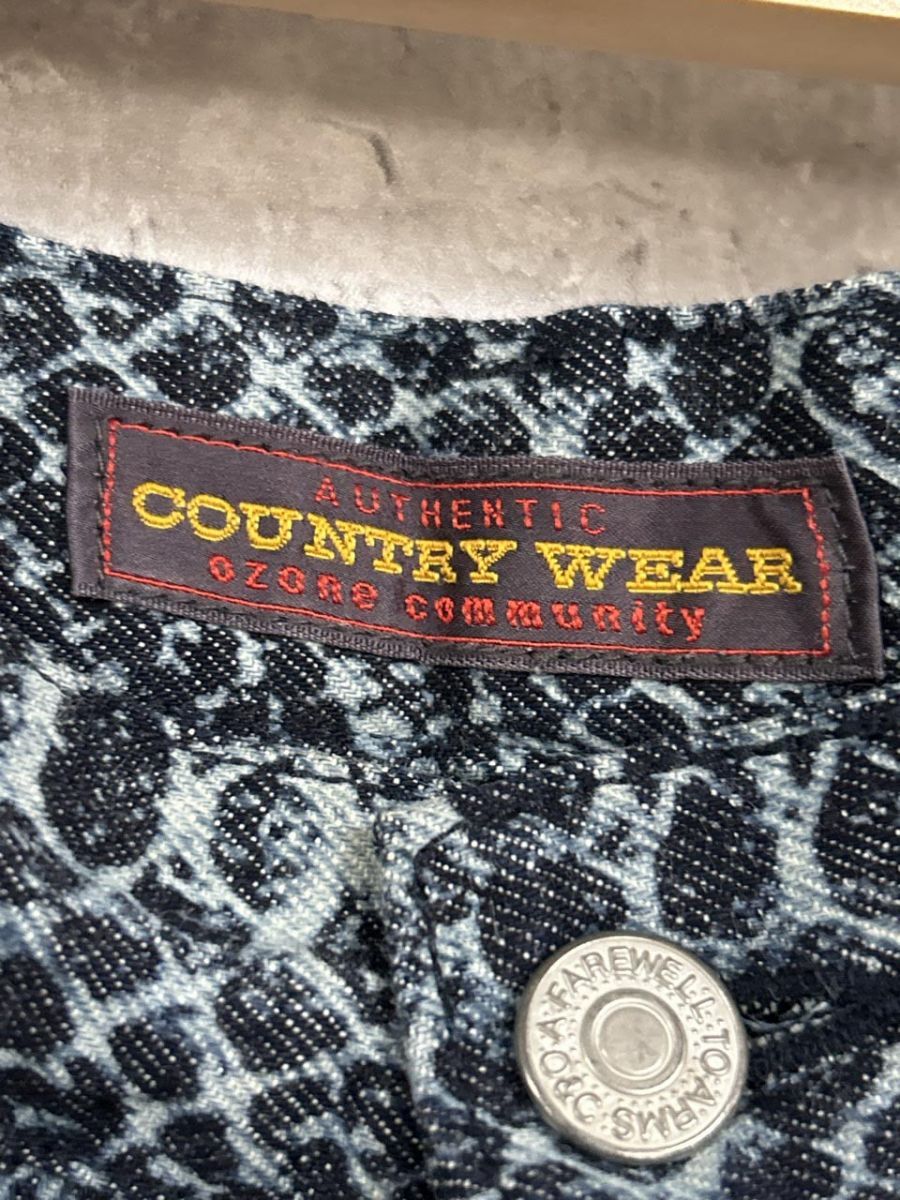 AUTHENTIC
COUNTRY WEAR
ozone community
A FAREWELL TO ARMS
O&C